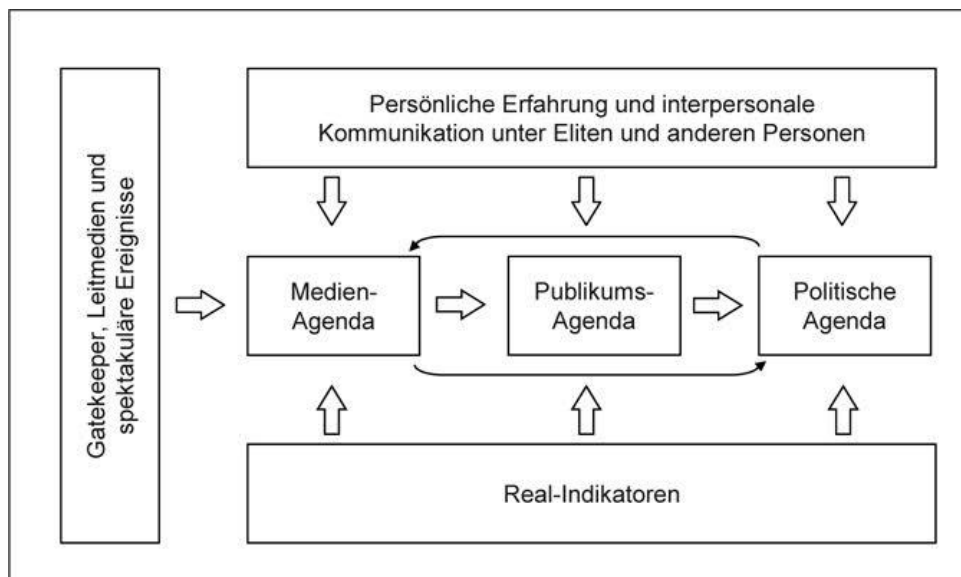 Gatekeeper, Leitmedien und
spektakuläre Ereignisse
Persönliche Erfahrung und interpersonale
Kommunikation unter Eliten und anderen Personen
Medien-
Agenda
Publikums-
Agenda
Politische
Agenda
Real-Indikatoren